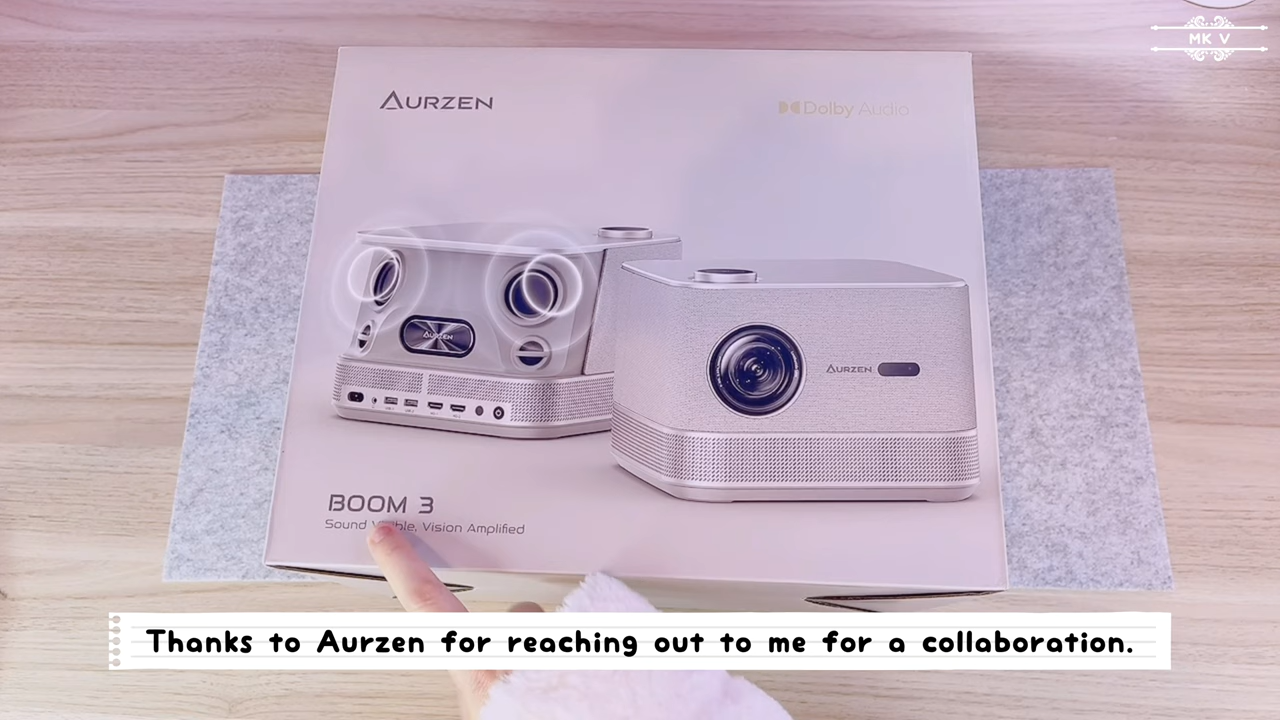 MK V
AURZEN
Dolby Audio
AURZEN
AURZEN
BOOM 3
Sound Vision Amplified
Thanks to Aurzen for reaching out to me for a collaboration.